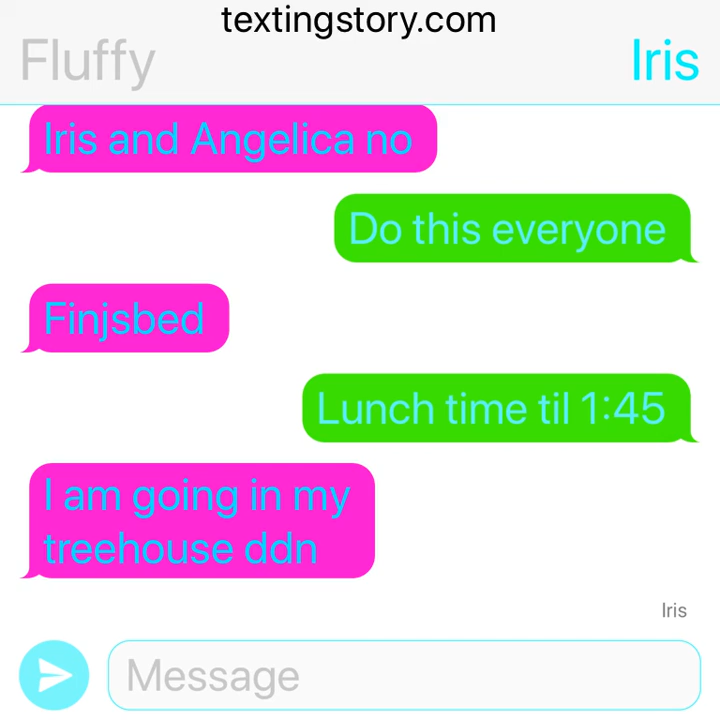 textingstory.com
Fluffy
Iris
Iris and Angelica no
Do this everyone
Finjsbed
Lunch time til 1:45
I am going in my
treehouse ddn
Iris
Message